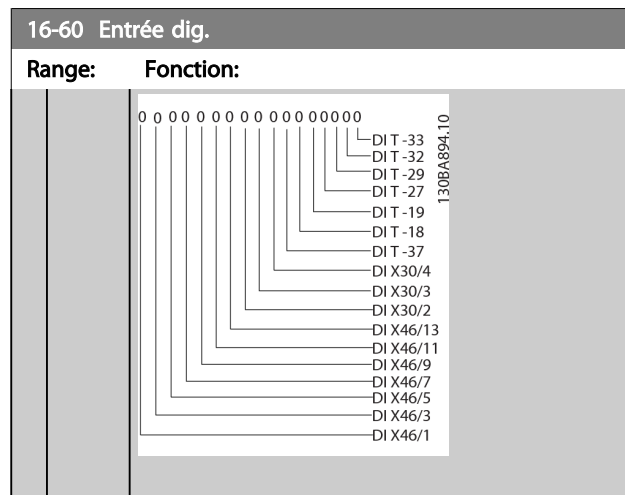 16-60 Entrée dig.
Range: Fonction:
0 0 0 0 0 0 0 0 0 0 0 0 0 0 0 0 0
DI T -33
DI T -32
DI T -29
DI T -27
DI T -19
DI T -18
DI T -37
DI X30/4
DI X30/3
DI X30/2
DI X46/13
DI X46/11
DI X46/9
DI X46/7
DI X46/5
DI X46/3
DI X46/1
130BA894.10